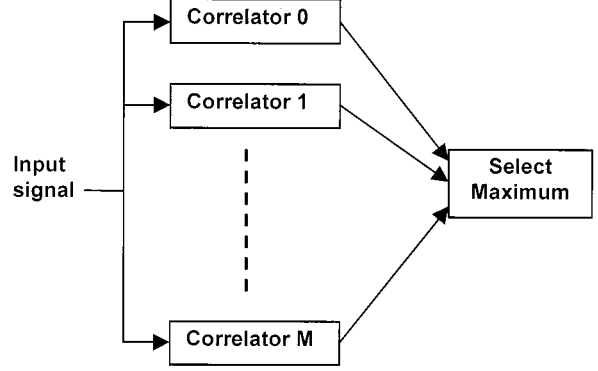 Correlator 0
Correlator 1
Input
signal
Select
Maximum
Correlator M